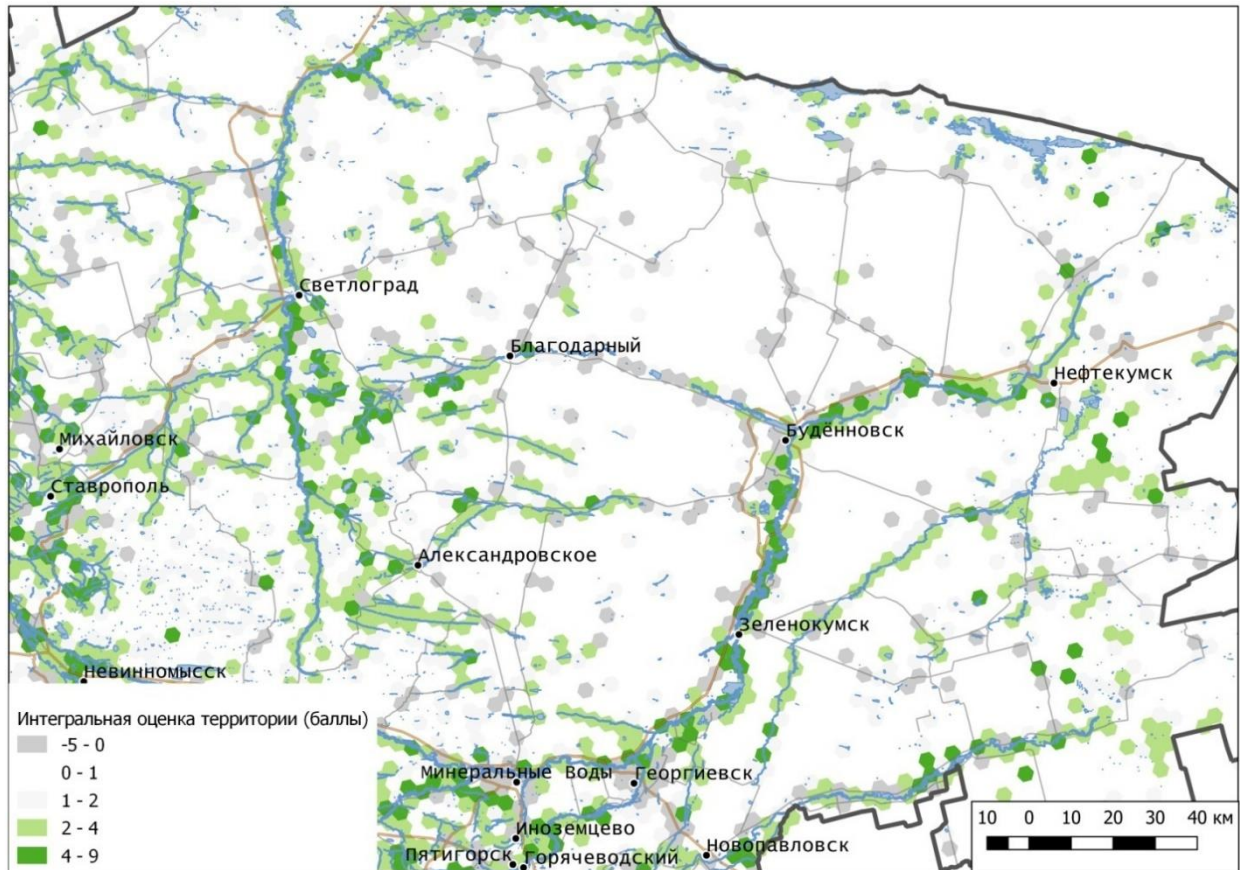 Светлоград
Благодарный
Нефтекумск
Будённовск
Михайловск
Ставрополь
Александровское
Зеленокумск
Невинномысск
Интегральная оценка территории (баллы)
-5 - 0
0 - 1
1 - 2
2 - 4
4 - 9
Минеральные Воды
Георгиевск
Иноземцево
Пятигорск
Горячеводский
Новопавловск
10 0 10 20 30 40 км